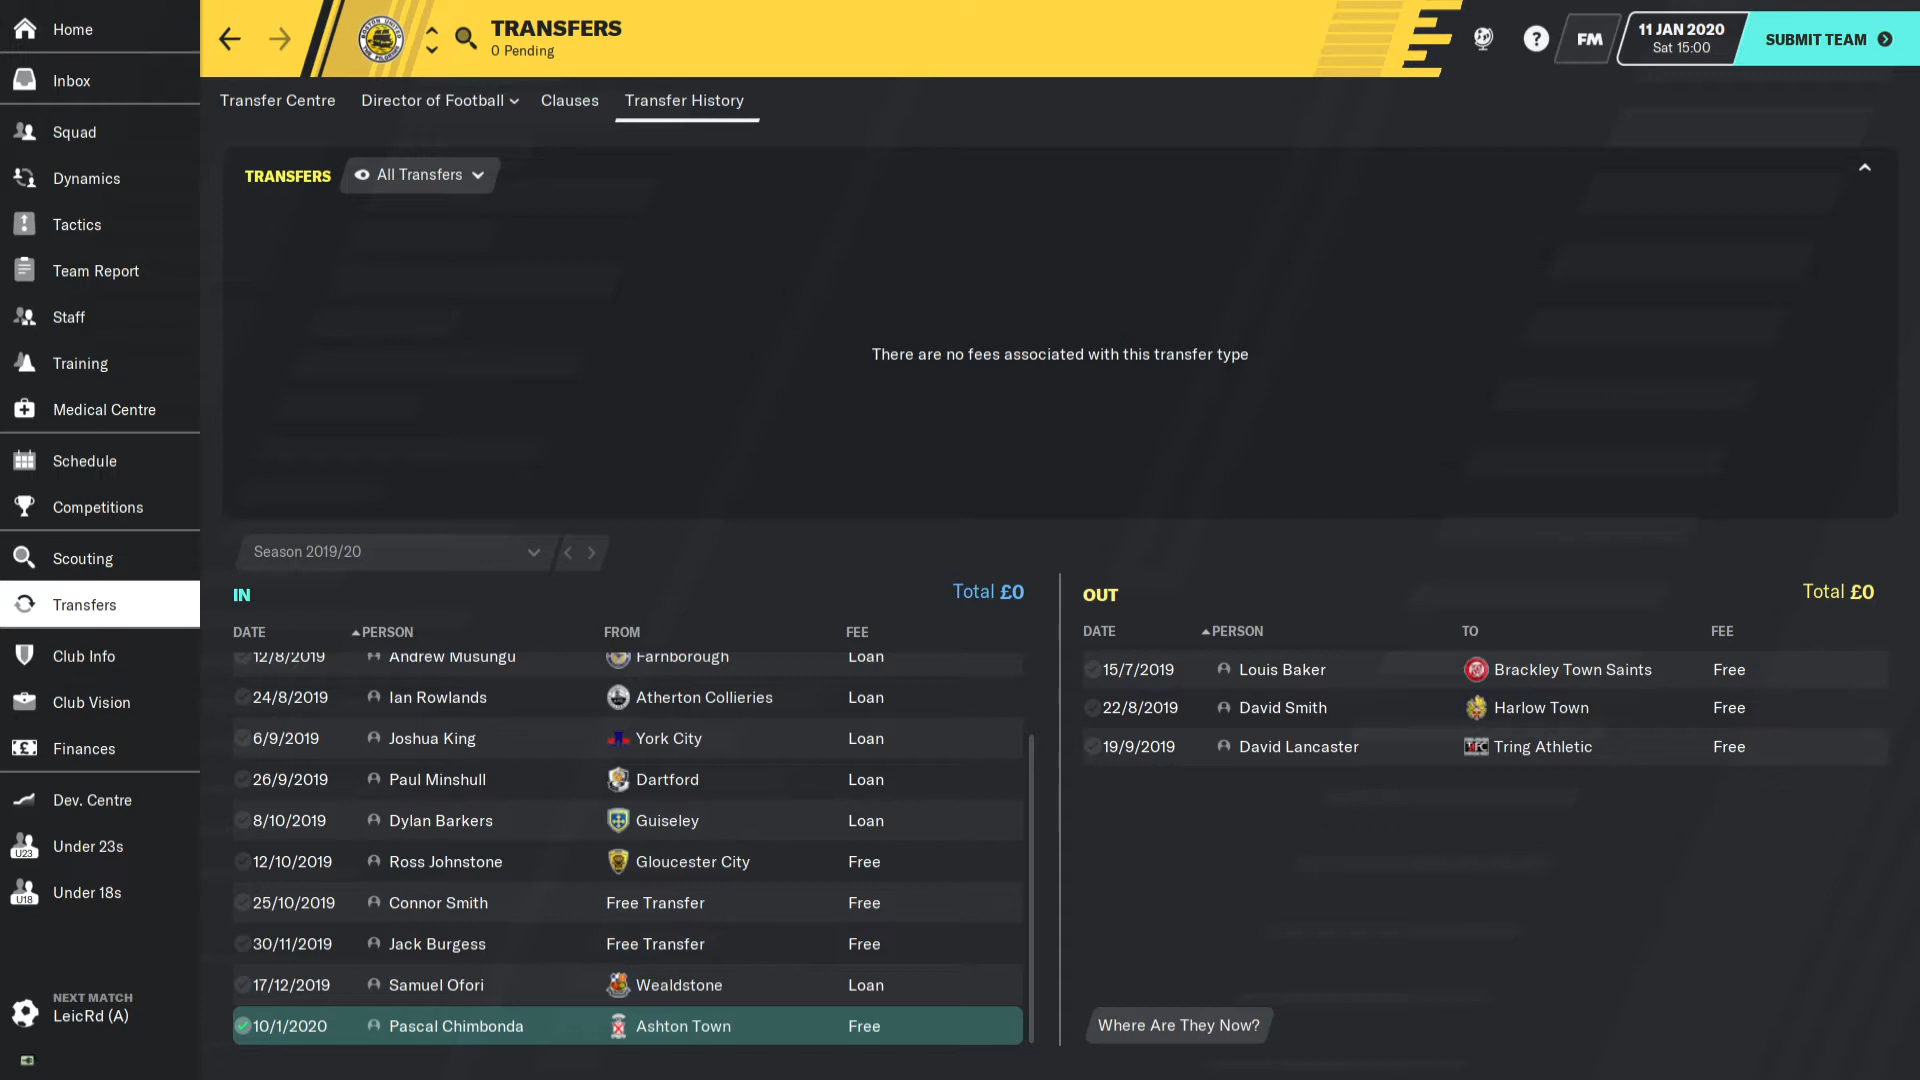 Home
Inbox
Squad
Dynamics
Tactics
Team Report
Staff
Training
Medical Centre
Schedule
Competitions
Scouting
Transfers
Club Info
Club Vision
Finances
Dev. Centre
U23
Under 23s
U18
Under 18s
NEXT MATCH
LeicRd (A)
BOSTON UNITED
THE PILGRIMS
TRANSFERS
0 Pending
?
FM
11 JAN 2020
Sat 15:00
SUBMIT TEAM
Transfer Centre
Director of Football
Clauses
Transfer History
TRANSFERS
All Transfers
There are no fees associated with this transfer type
Season 2019/20
IN
Total £0
DATE PERSON FROM FEE
12/8/2019 Andrew Musungu Farnborough Loan
24/8/2019 Ian Rowlands Atherton Collieries Loan
6/9/2019 Joshua King York City Loan
26/9/2019 Paul Minshull Dartford Loan
8/10/2019 Dylan Barkers Guiseley Loan
12/10/2019 Ross Johnstone Gloucester City Free
25/10/2019 Connor Smith Free Transfer Free
30/11/2019 Jack Burgess Free Transfer Free
17/12/2019 Samuel Ofori Wealdstone Loan
10/1/2020 Pascal Chimbonda Ashton Town Free
OUT
Total £0
DATE PERSON TO FEE
15/7/2019 Louis Baker Brackley Town Saints Free
22/8/2019 David Smith Harlow Town Free
19/9/2019 David Lancaster TAFC Tring Athletic Free
Where Are They Now?